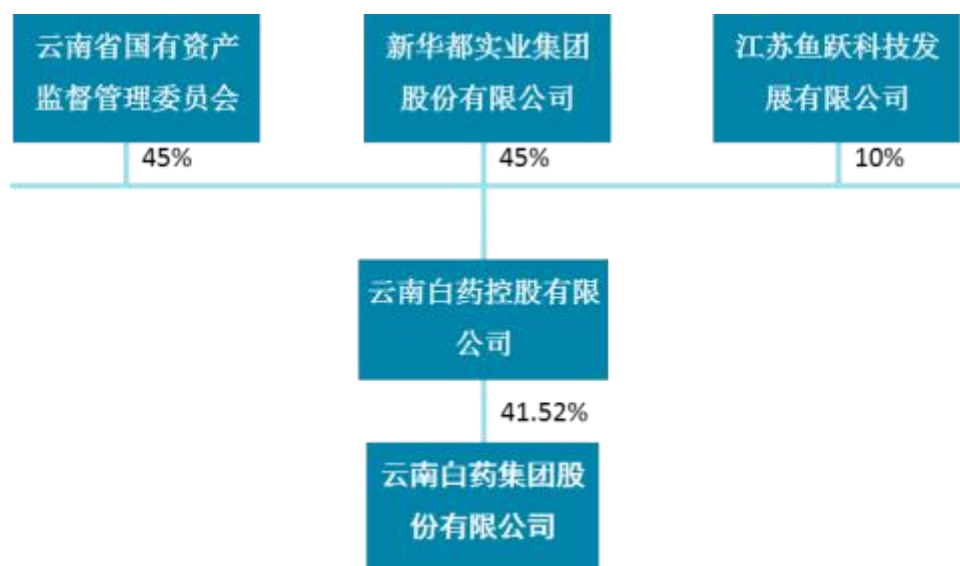 云南省国有资产
监督管理委员会
新华都实业集团
股份有限公司
江苏鱼跃科技发
展有限公司
45%
45%
10%
云南白药控股有限
公司
41.52%
云南白药集团股
份有限公司